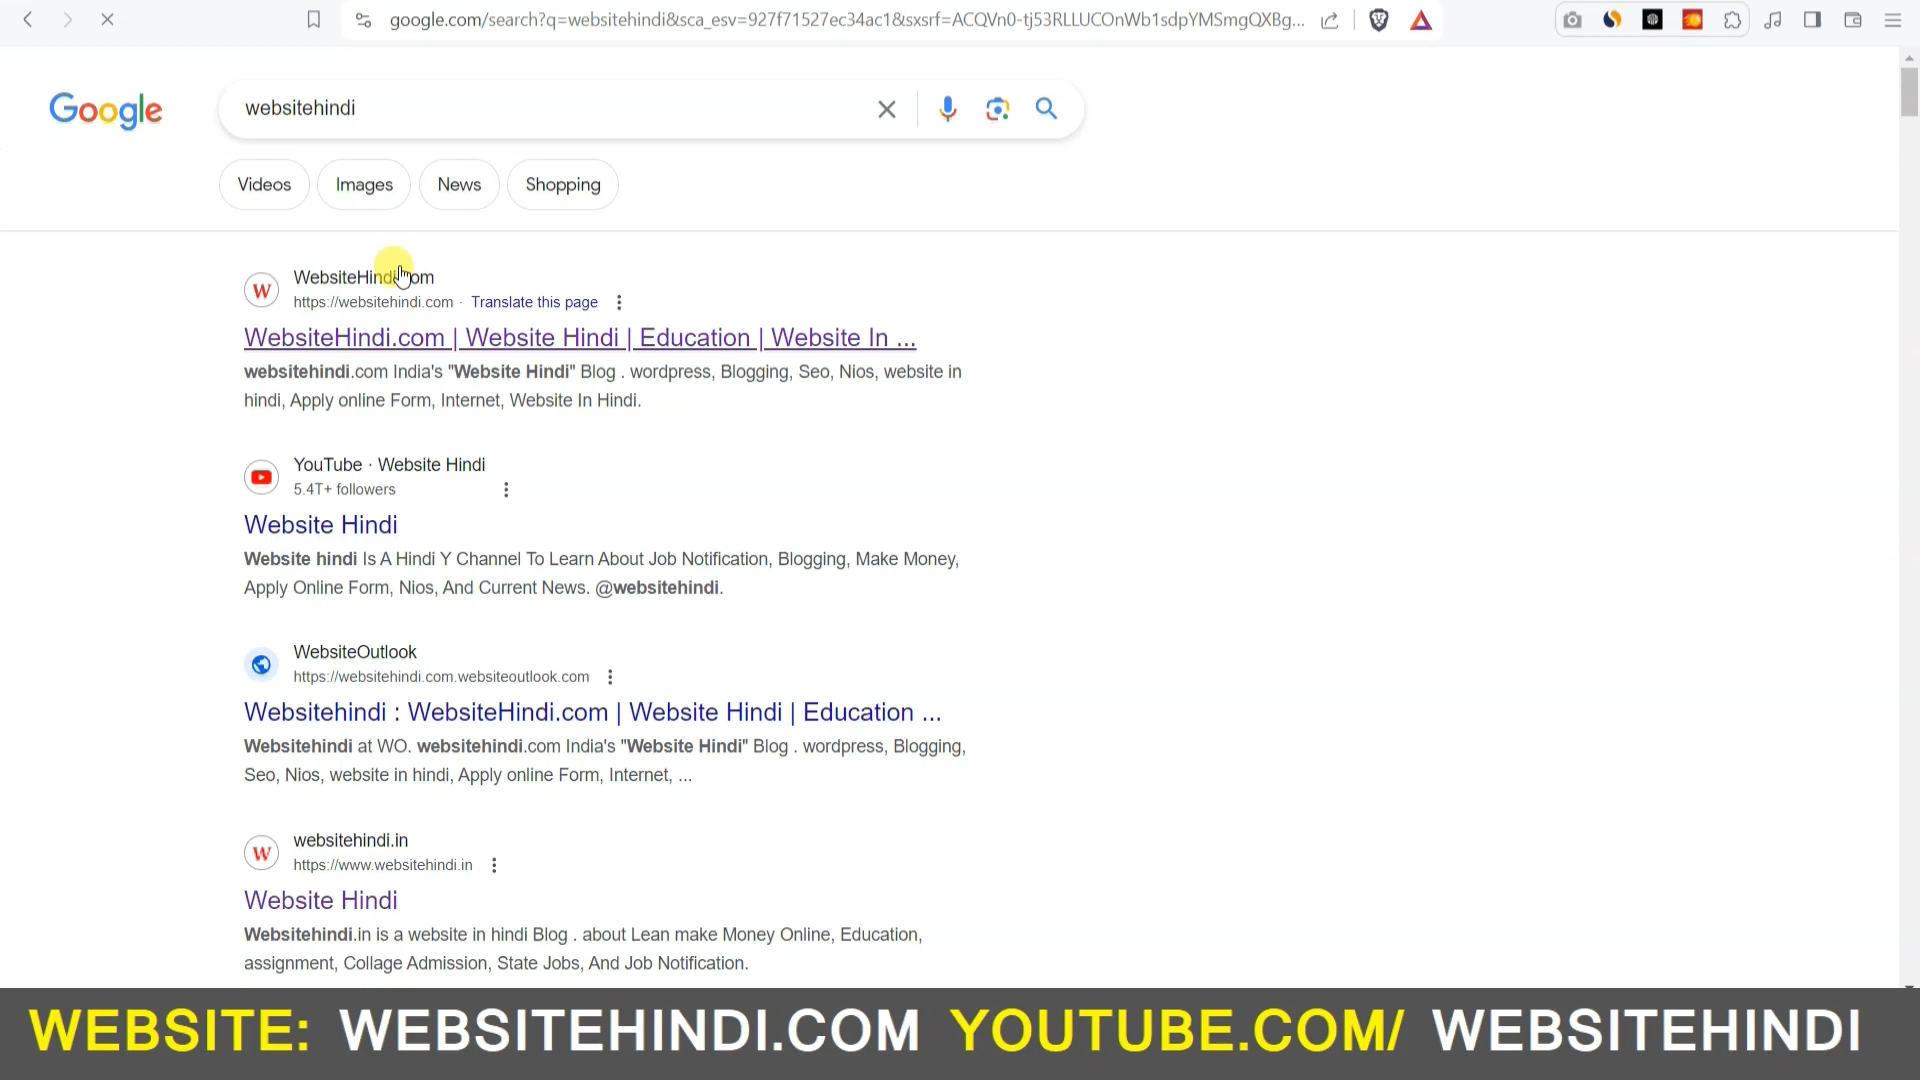 google.com/search?q=websitehindi&sca_esv=927f71527ec34ac1&sxsrf=ACQVn0-tj53RLLUCOnWb1sdpYMSmgQXBg...
Google
websitehindi
Videos Images News Shopping
W
https://websitehindi.com · Translate this page
WebsiteHindi.com | Website Hindi | Education | Website In ...
websitehindi.com India's "Website Hindi" Blog . wordpress, Blogging, Seo, Nios, website in
hindi, Apply online Form, Internet, Website In Hindi.
YouTube · Website Hindi
5.4T+ followers
Website Hindi
Website hindi Is A Hindi Y Channel To Learn About Job Notification, Blogging, Make Money,
Apply Online Form, Nios, And Current News. @websitehindi.
WebsiteOutlook
https://websitehindi.com.websiteoutlook.com
Websitehindi : WebsiteHindi.com | Website Hindi | Education ...
Websitehindi at WO. websitehindi.com India's "Website Hindi" Blog . wordpress, Blogging,
Seo, Nios, website in hindi, Apply online Form, Internet, ...
W
websitehindi.in
https://www.websitehindi.in
Website Hindi
Websitehindi.in is a website in hindi Blog . about Lean make Money Online, Education,
assignment, Collage Admission, State Jobs, And Job Notification.
WEBSITE: WEBSITEHINDI.COM YOUTUBE.COM/ WEBSITEHINDI